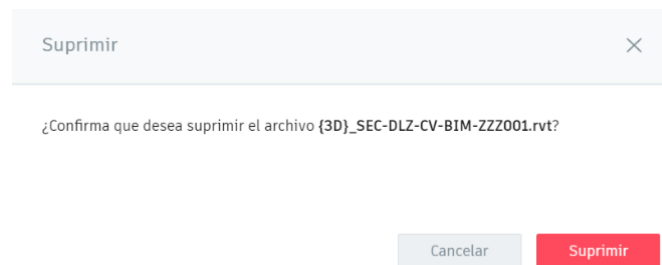 Suprimir
¿Confirma que desea suprimir el archivo {3D}_SEC-DLZ-CV-BIM-ZZZ001.rvt?
Cancelar
Suprimir